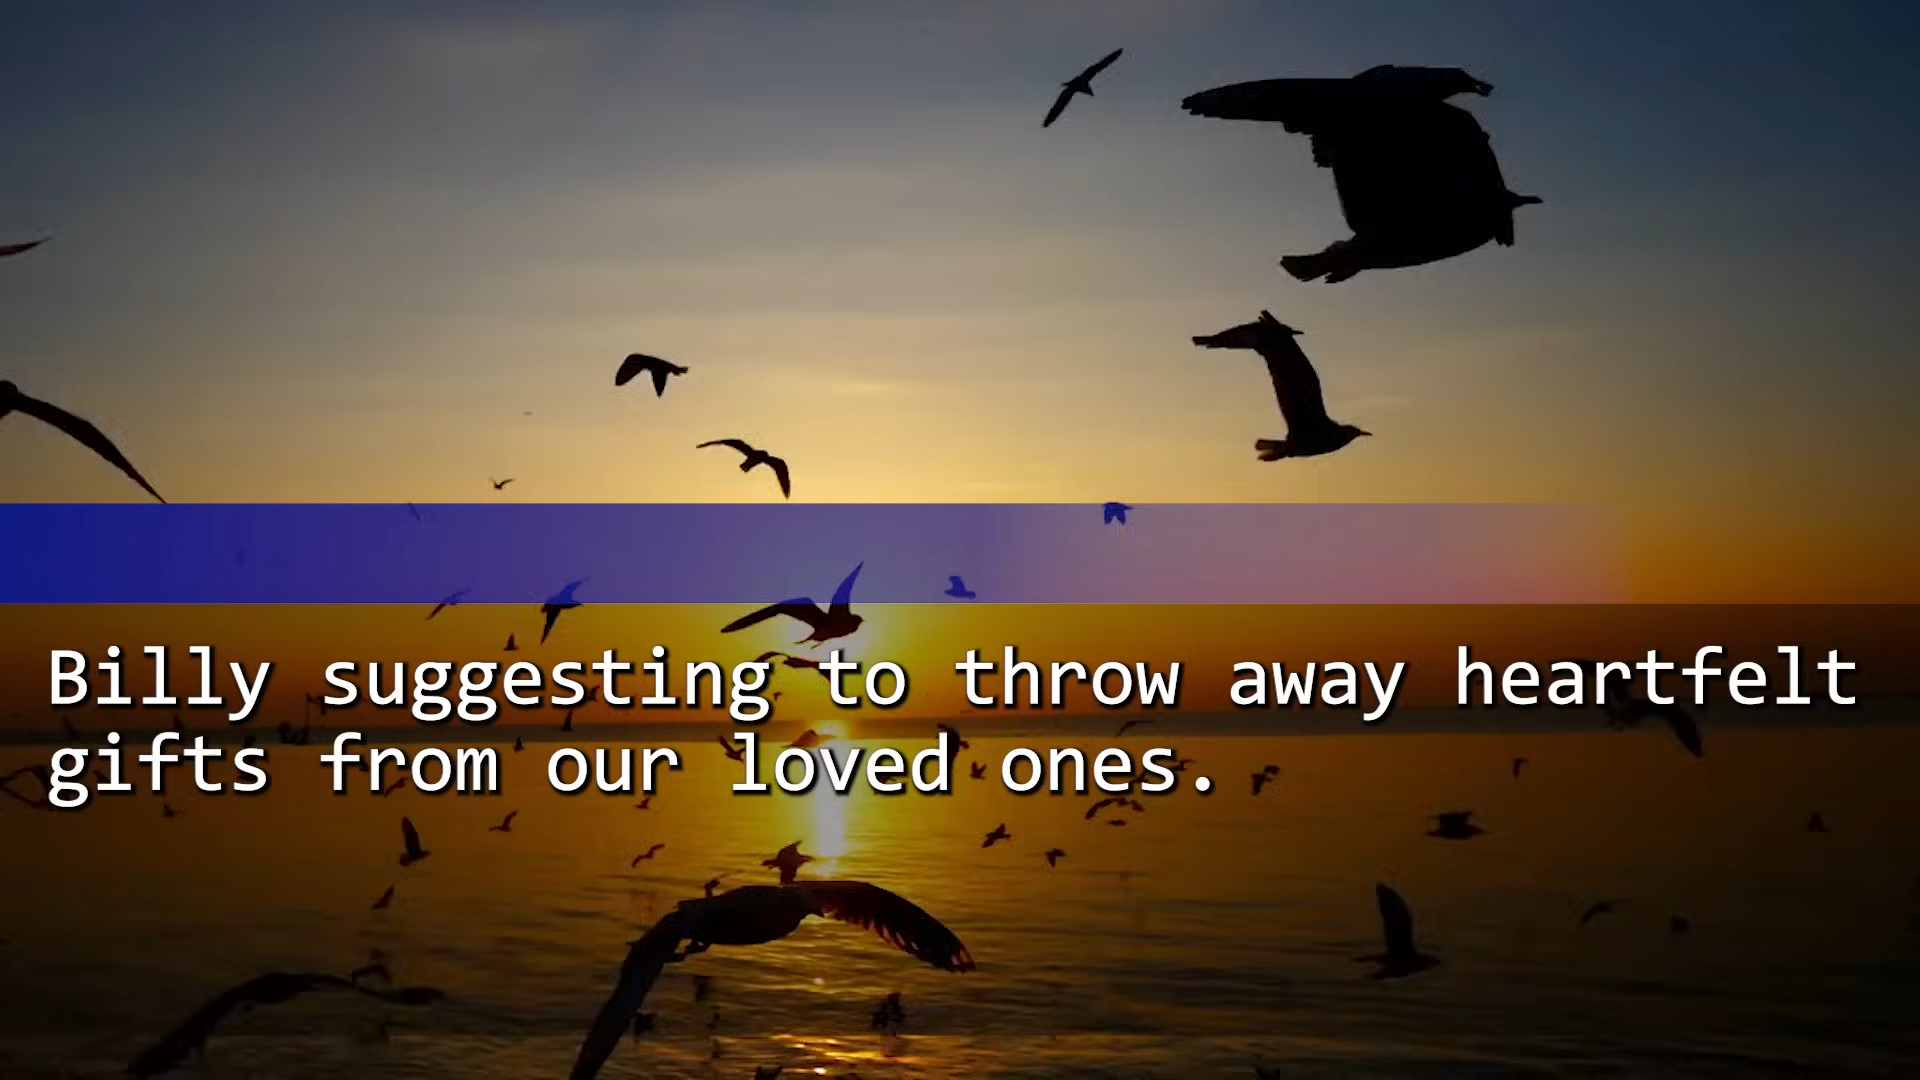 Billy suggesting to throw away heartfelt
gifts from our loved ones.